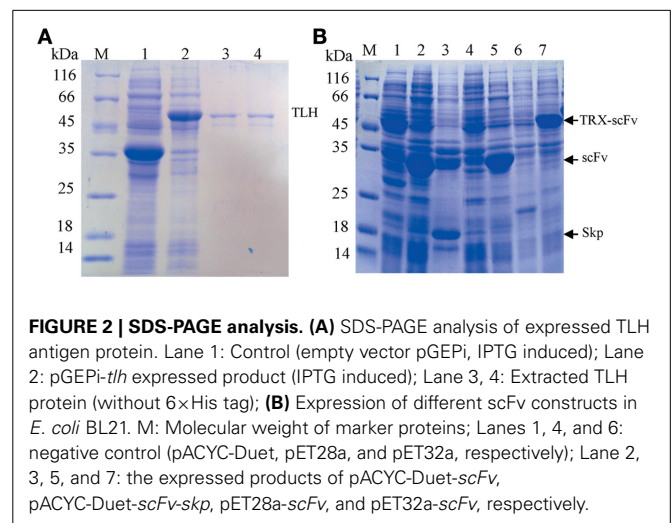 A
B
kDa M 1 2 3 4
116
66
45
35
25
18
14
TLH
kDa M 1 2 3 4 5 6 7
116
66
45
35
25
18
14
TRX-scFv
scFv
Skp
FIGURE 2 | SDS-PAGE analysis. (A) SDS-PAGE analysis of expressed TLH
antigen protein. Lane 1: Control (empty vector pGEPi, IPTG induced); Lane
2: pGEPi-tlh expressed product (IPTG induced); Lane 3, 4: Extracted TLH
protein (without 6×His tag); (B) Expression of different scFv constructs in
E. coli BL21. M: Molecular weight of marker proteins; Lanes 1, 4, and 6:
negative control (pACYC-Duet, pET28a, and pET32a, respectively); Lane 2,
3, 5, and 7: the expressed products of pACYC-Duet-scFv,
pACYC-Duet-scFv-skp, pET28a-scFv, and pET32a-scFv, respectively.